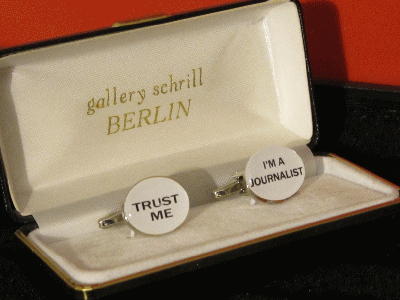 gallery schrill
BERLIN
TRUST
ME
I'M A
JOURNALIST